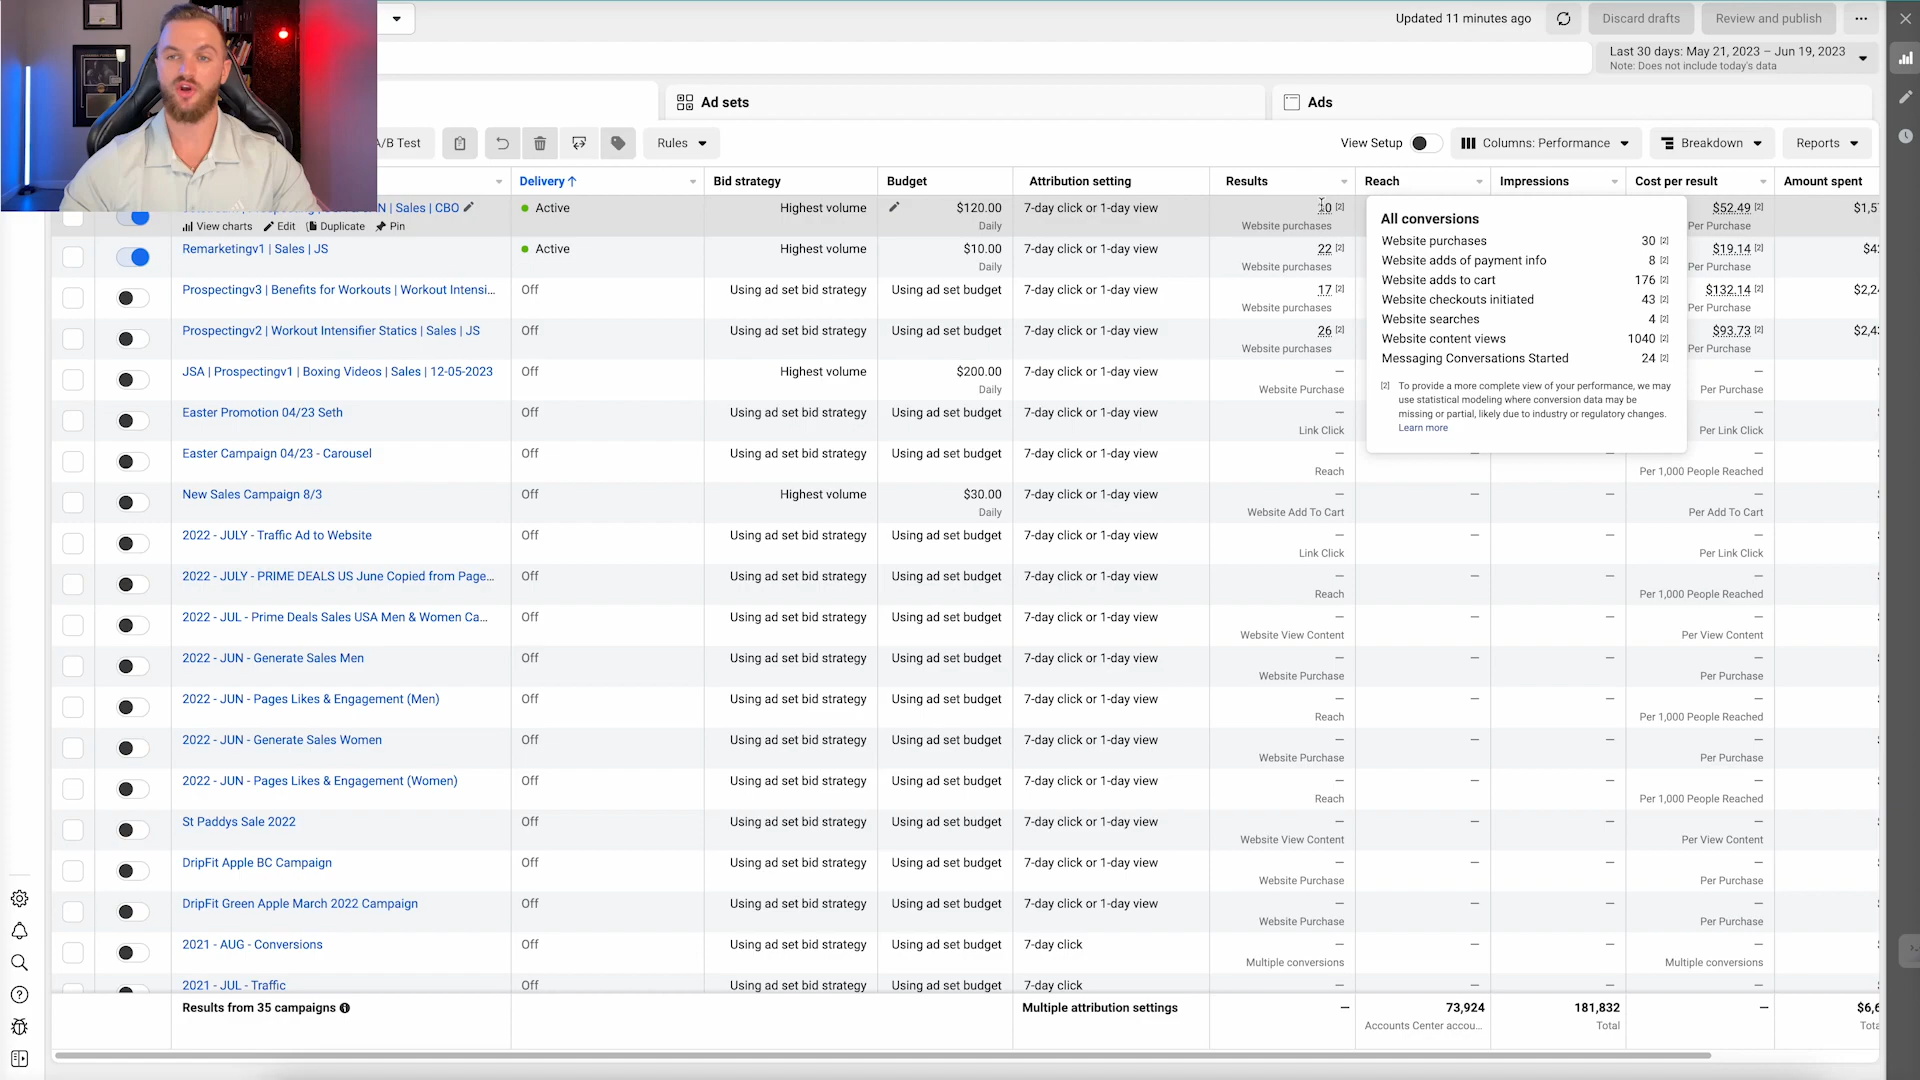 Updated 11 minutes ago
Discard drafts
Review and publish
Last 30 days: May 21, 2023 – Jun 19, 2023
Note: Does not include today's data
Ad sets
Ads
A/B Test
Rules
View Setup
Columns: Performance
Breakdown
Reports
Delivery ↑
Bid strategy
Budget
Attribution setting
Results
Reach
Impressions
Cost per result
Amount spent
N | Sales | CBO
View charts Edit Duplicate Pin
Active
Highest volume
$120.00
Daily
7-day click or 1-day view
[2]
Website purchases
$52.49 [2]
Per Purchase
Remarketingv1 | Sales | JS
Active
Highest volume
$10.00
Daily
7-day click or 1-day view
22 [2]
Website purchases
$19.14 [2]
Per Purchase
Prospectingv3 | Benefits for Workouts | Workout Intensi...
Off
Using ad set bid strategy
Using ad set budget
7-day click or 1-day view
17 [2]
Website purchases
$132.14 [2]
Per Purchase
Prospectingv2 | Workout Intensifier Statics | Sales | JS
Off
Using ad set bid strategy
Using ad set budget
7-day click or 1-day view
26 [2]
Website purchases
$93.73 [2]
Per Purchase
All conversions
Website purchases 30 [2]
Website adds of payment info 8 [2]
Website adds to cart 176 [2]
Website checkouts initiated 43 [2]
Website searches 4 [2]
Website content views 1040 [2]
Messaging Conversations Started 24 [2]
[2] To provide a more complete view of your performance, we may
use statistical modeling where conversion data may be
missing or partial, likely due to industry or regulatory changes.
Learn more
JSA | Prospectingv1 | Boxing Videos | Sales | 12-05-2023
Off
Highest volume
$200.00
Daily
7-day click or 1-day view
—
Website Purchase
—
Per Purchase
Easter Promotion 04/23 Seth
Off
Using ad set bid strategy
Using ad set budget
7-day click or 1-day view
—
Link Click
—
Per Link Click
Easter Campaign 04/23 - Carousel
Off
Using ad set bid strategy
Using ad set budget
7-day click or 1-day view
—
Reach
— — —
Per 1,000 People Reached
New Sales Campaign 8/3
Off
Highest volume
$30.00
Daily
7-day click or 1-day view
—
Website Add To Cart
— — —
Per Add To Cart
2022 - JULY - Traffic Ad to Website
Off
Using ad set bid strategy
Using ad set budget
7-day click or 1-day view
—
Link Click
— — —
Per Link Click
2022 - JULY - PRIME DEALS US June Copied from Page...
Off
Using ad set bid strategy
Using ad set budget
7-day click or 1-day view
—
Reach
— — —
Per 1,000 People Reached
2022 - JUL - Prime Deals Sales USA Men & Women Ca...
Off
Using ad set bid strategy
Using ad set budget
7-day click or 1-day view
—
Website View Content
— — —
Per View Content
2022 - JUN - Generate Sales Men
Off
Using ad set bid strategy
Using ad set budget
7-day click or 1-day view
—
Website Purchase
— — —
Per Purchase
2022 - JUN - Pages Likes & Engagement (Men)
Off
Using ad set bid strategy
Using ad set budget
7-day click or 1-day view
—
Reach
— — —
Per 1,000 People Reached
2022 - JUN - Generate Sales Women
Off
Using ad set bid strategy
Using ad set budget
7-day click or 1-day view
—
Website Purchase
— — —
Per Purchase
2022 - JUN - Pages Likes & Engagement (Women)
Off
Using ad set bid strategy
Using ad set budget
7-day click or 1-day view
—
Reach
— — —
Per 1,000 People Reached
St Paddys Sale 2022
Off
Using ad set bid strategy
Using ad set budget
7-day click or 1-day view
—
Website View Content
— — —
Per View Content
DripFit Apple BC Campaign
Off
Using ad set bid strategy
Using ad set budget
7-day click or 1-day view
—
Website Purchase
— — —
Per Purchase
DripFit Green Apple March 2022 Campaign
Off
Using ad set bid strategy
Using ad set budget
7-day click or 1-day view
—
Website Purchase
— — —
Per Purchase
2021 - AUG - Conversions
Off
Using ad set bid strategy
Using ad set budget
7-day click
—
Multiple conversions
— — —
Multiple conversions
2021 - JUL - Traffic
Off
Using ad set bid strategy
Using ad set budget
7-day click
— — — —
Results from 35 campaigns
Multiple attribution settings
—
73,924
Accounts Center accou...
181,832
Total
—